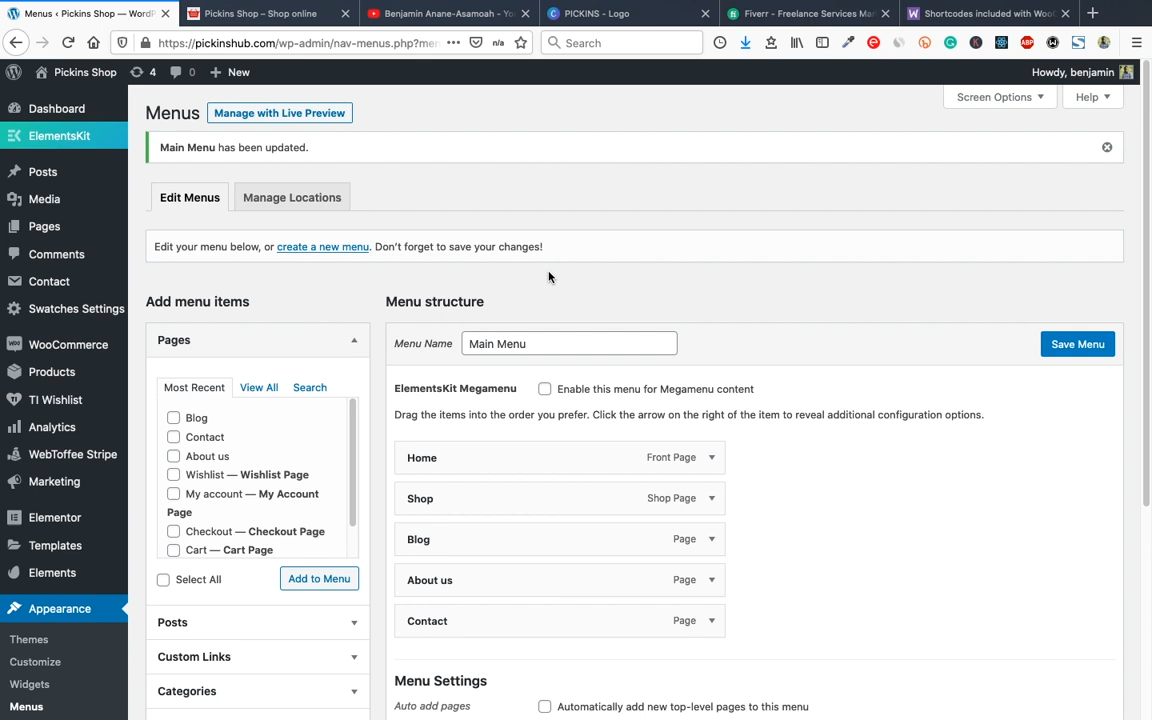 Menus ‹ Pickins Shop — WordP
Pickins Shop – Shop online
Benjamin Anane-Asamoah - Yo
PICKINS - Logo
Fiverr - Freelance Services Ma
Shortcodes included with Woo
https://pickinshub.com/wp-admin/nav-menus.php?me
Search
Pickins Shop
4
0
New
Howdy, benjamin
Dashboard
ElementsKit
Posts
Media
Pages
Comments
Contact
Swatches Settings
WooCommerce
Products
TI Wishlist
Analytics
WebToffee Stripe
Marketing
Elementor
Templates
Elements
Appearance
Themes
Customize
Widgets
Menus
Menus
Manage with Live Preview
Screen Options
Help
Main Menu has been updated.
Edit Menus
Manage Locations
Edit your menu below, or create a new menu. Don't forget to save your changes!
Add menu items
Pages
Most Recent
View All
Search
Blog
Contact
About us
Wishlist — Wishlist Page
My account — My Account
Page
Checkout — Checkout Page
Cart — Cart Page
Select All
Add to Menu
Posts
Custom Links
Categories
Menu structure
Menu Name
Main Menu
Save Menu
ElementsKit Megamenu
Enable this menu for Megamenu content
Drag the items into the order you prefer. Click the arrow on the right of the item to reveal additional configuration options.
Home
Front Page
Shop
Shop Page
Blog
Page
About us
Page
Contact
Page
Menu Settings
Auto add pages
Automatically add new top-level pages to this menu